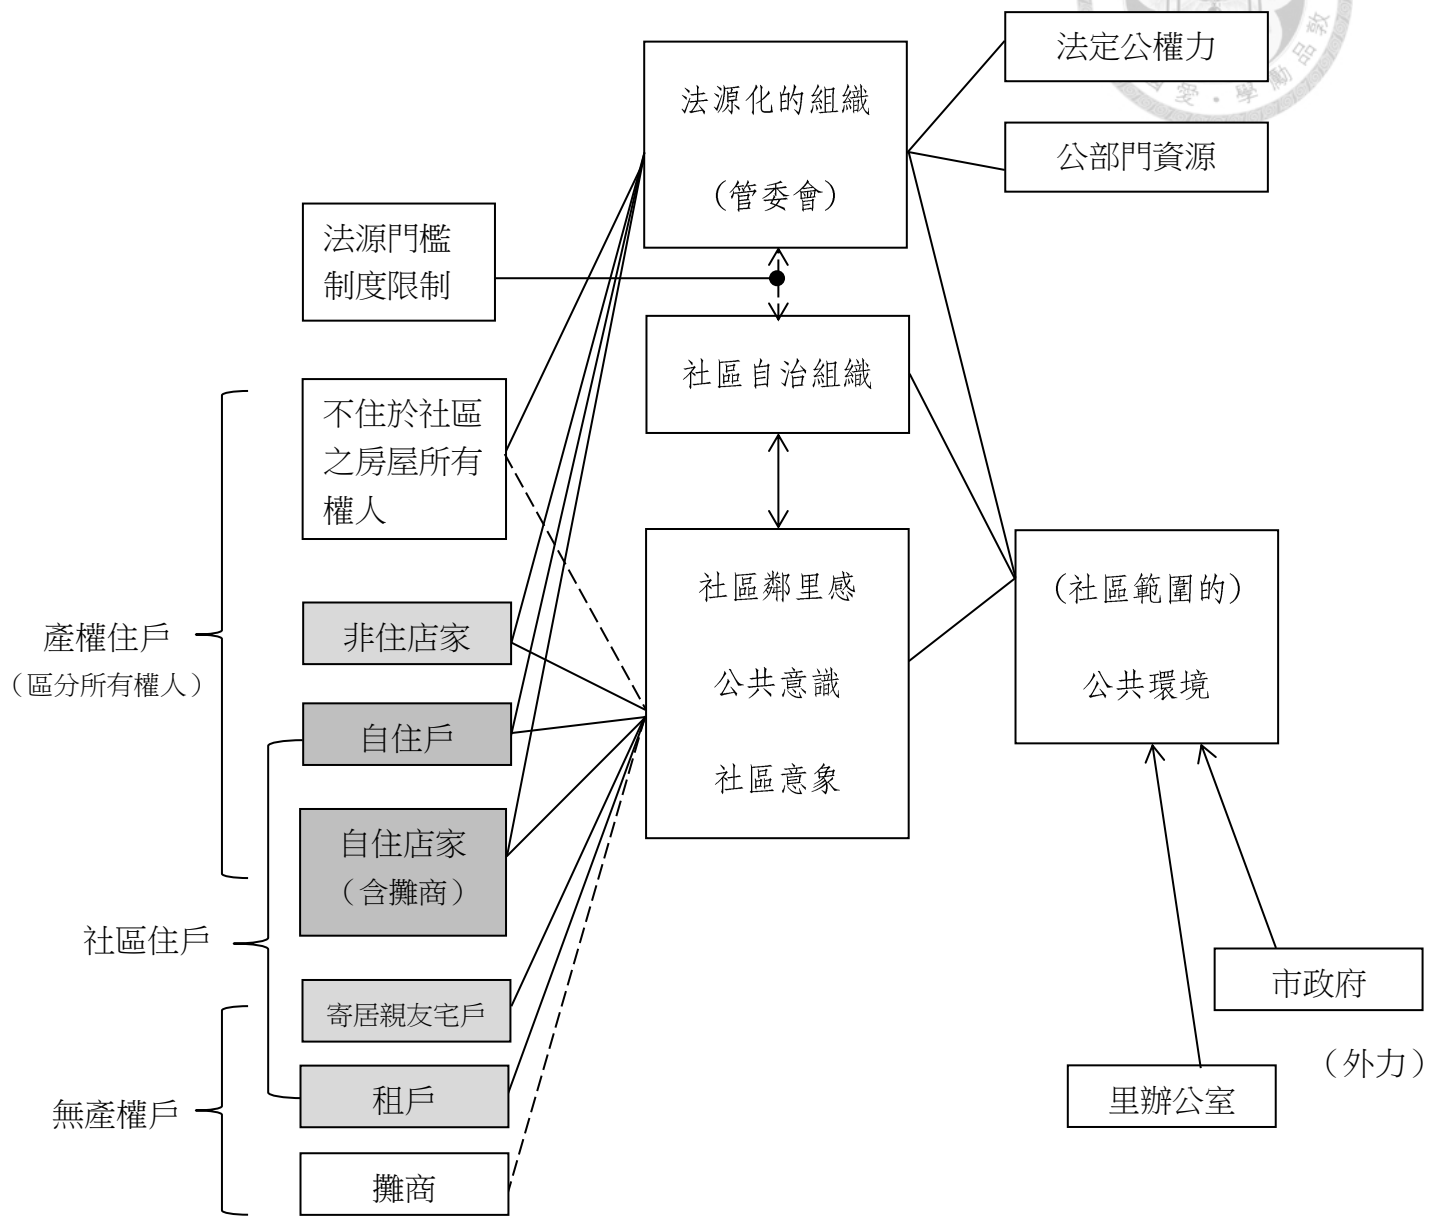 法定公權力
公部門資源
法源化的組織
(管委會)
法源門檻
制度限制
社區自治組織
不住於社區
之房屋所有
權人
社區鄰里感
公共意識
社區意象
(社區範圍的)
公共環境
非住店家
產權住戶
（區分所有權人）
自住戶
自住店家
（含攤商）
社區住戶
寄居親友宅戶
租戶
無產權戶
攤商
市政府
（外力）
里辦公室
愛・學勵品敦